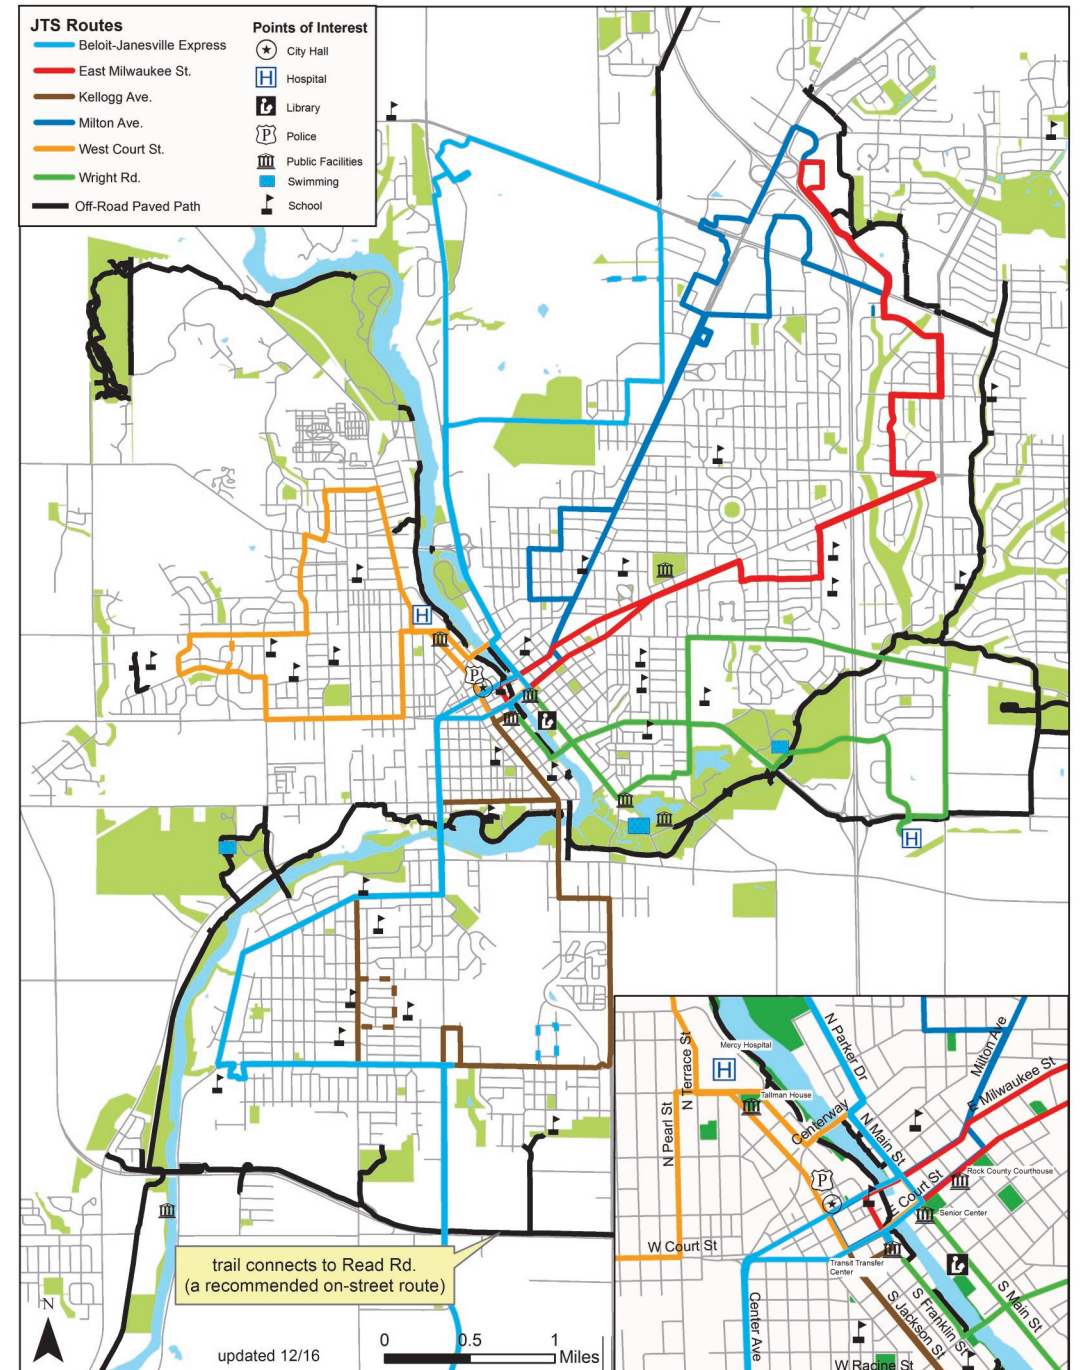 JTS Routes
Beloit-Janesville Express
East Milwaukee St.
Kellogg Ave.
Milton Ave.
West Court St.
Wright Rd.
Off-Road Paved Path
Points of Interest
City Hall
H Hospital
Library
P Police
Public Facilities
Swimming
School
H
P
H
trail connects to Read Rd.
(a recommended on-street route)
N
updated 12/16
0 0.5 1
Miles
Mercy Hospital
H
N Terrace St
N Pearl St
Tallman House
Centerway
N Parker Dr
N Main St
Milton Ave
E Milwaukee St
Rock County Courthouse
P
E Court St
Senior Center
W Court St
Transit Transfer
Center
Center Ave
S Jackson St
S Franklin St
S Main St
W Racine St